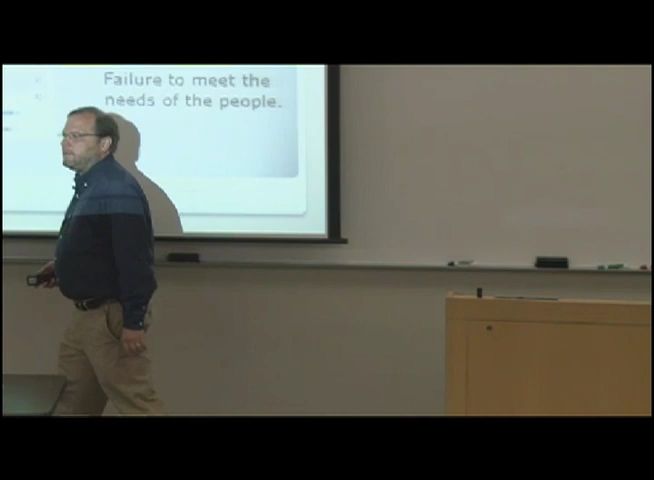 Failure to meet the
needs of the people.